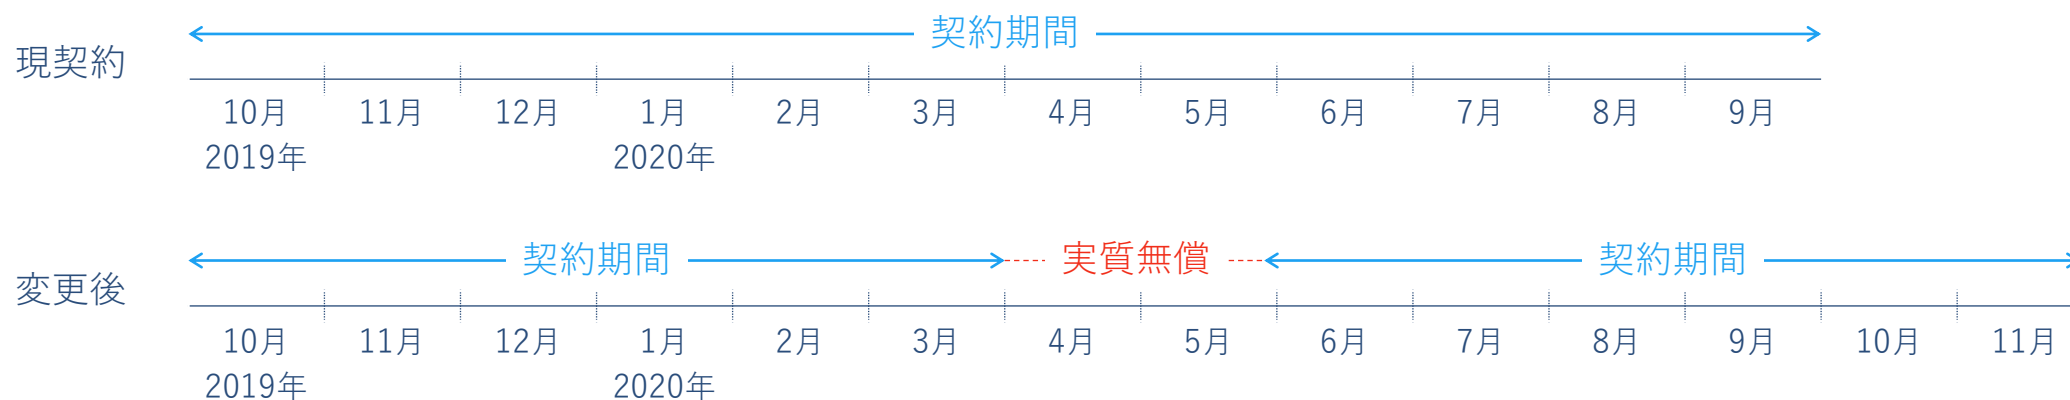 契約期間
現契約
10月 11月 12月 1月 2月 3月 4月 5月 6月 7月 8月 9月
2019年 2020年
契約期間 実質無償 契約期間
変更後
10月 11月 12月 1月 2月 3月 4月 5月 6月 7月 8月 9月 10月 11月
2019年 2020年